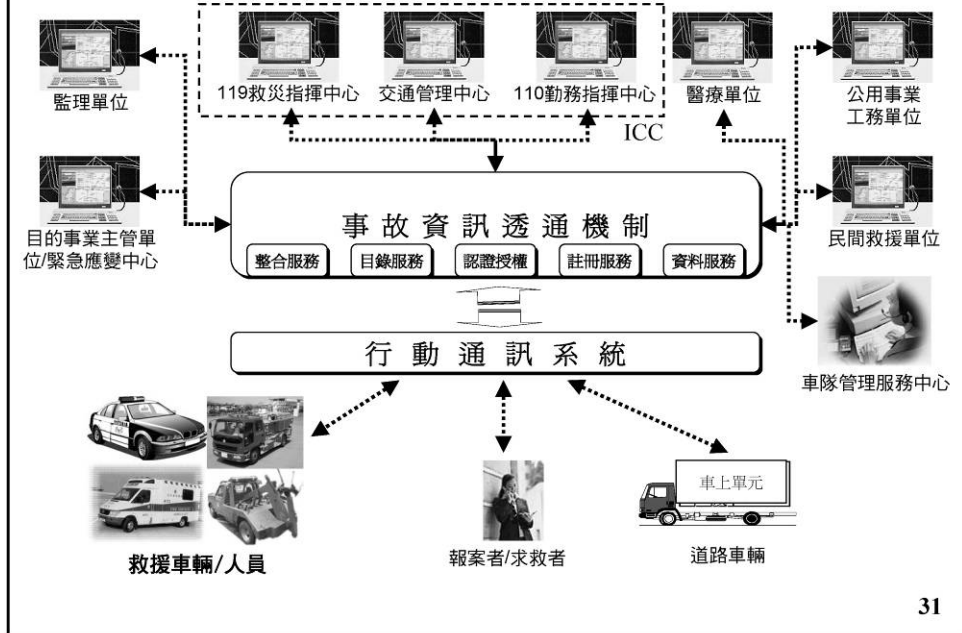 119救災指揮中心
交通管理中心
110勤務指揮中心
ICC
監理單位
醫療單位
公用事業
工務單位
目的事業主管單
位/緊急應變中心
民間救援單位
事故資訊透通機制
整合服務
目錄服務
認證授權
註冊服務
資料服務
行動通訊系統
車隊管理服務中心
車上單元
救援車輛/人員
報案者/求救者
道路車輛
31